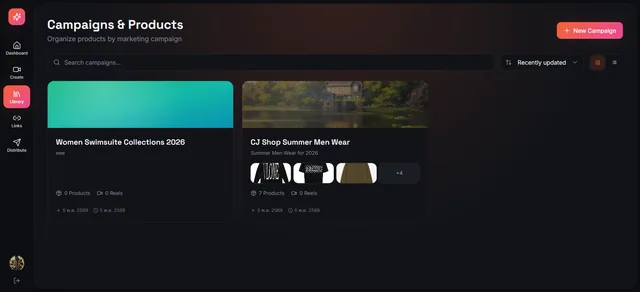 Campaigns & Products
Organize products by marketing campaign
New Campaign
Dashboard
Create
Library
Links
Distribute
Search campaigns...
Recently updated
Women Swimsuite Collections 2026
0 Products
0 Reels
CJ Shop Summer Men Wear
Summer Men Wear for 2026
+4
7 Products
0 Reels